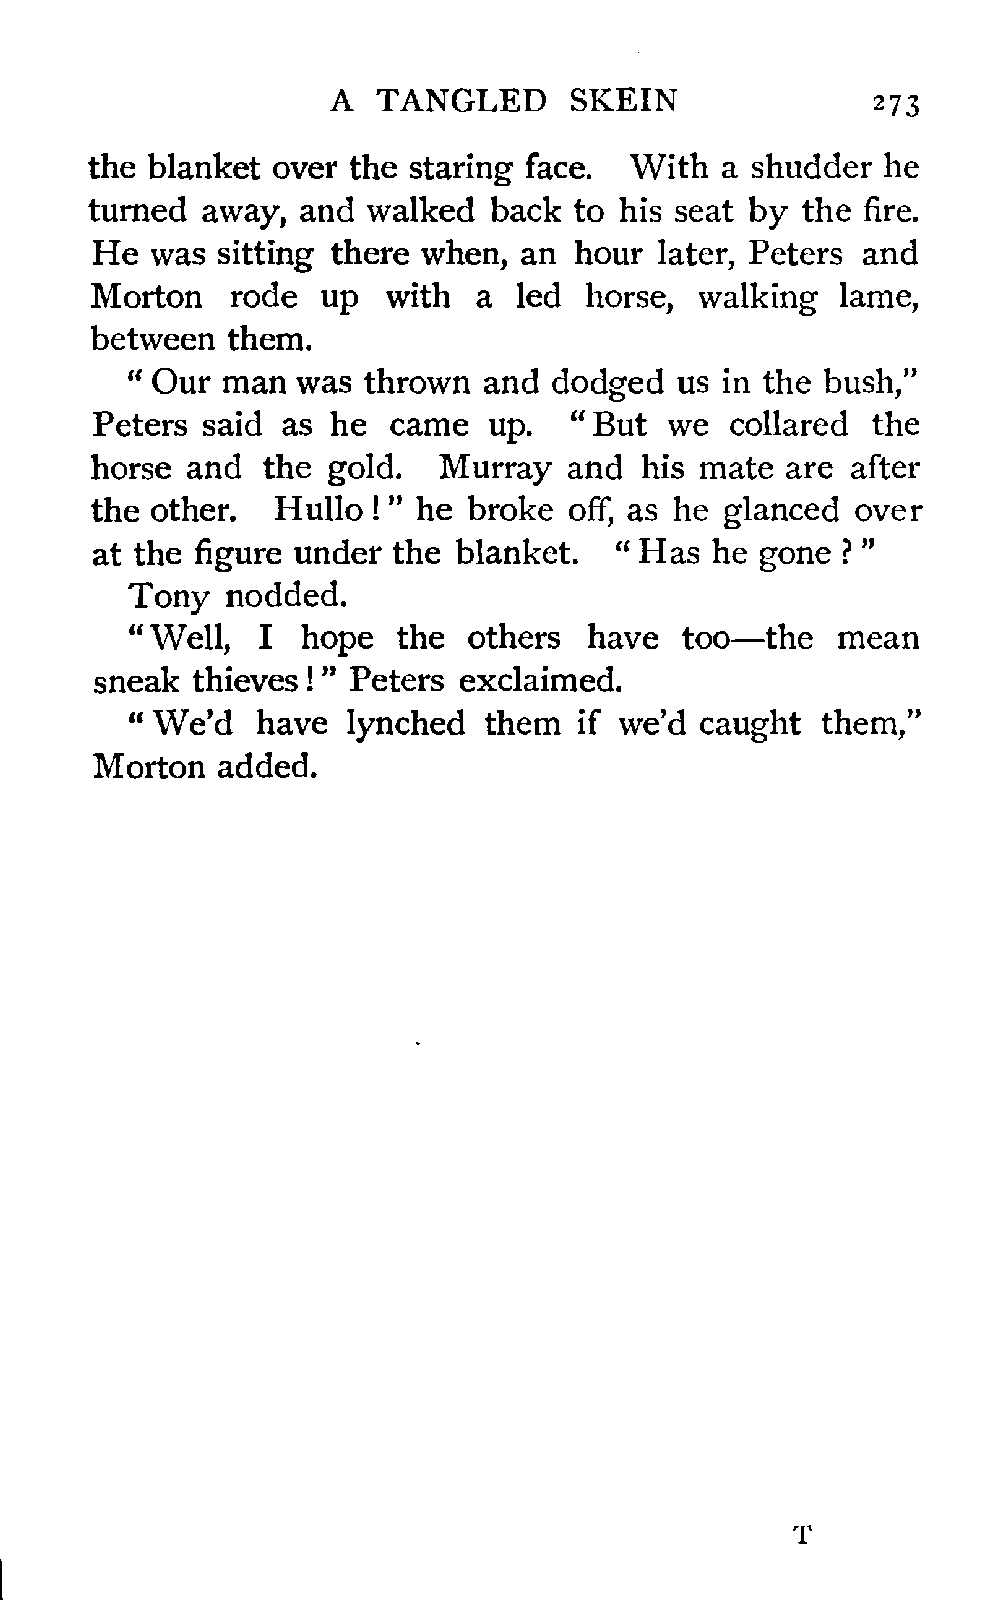 A TANGLED SKEIN 273
the blanket over the staring face. With a shudder he
turned away, and walked back to his seat by the fire.
He was sitting there when, an hour later, Peters and
Morton rode up with a led horse, walking lame,
between them.
“ Our man was thrown and dodged us in the bush,”
Peters said as he came up. “ But we collared the
horse and the gold. Murray and his mate are after
the other. Hullo ! ” he broke off, as he glanced over
at the figure under the blanket. “ Has he gone ? ”
Tony nodded.
“ Well, I hope the others have too—the mean
sneak thieves ! ” Peters exclaimed.
“ We’d have lynched them if we’d caught them,”
Morton added.
T